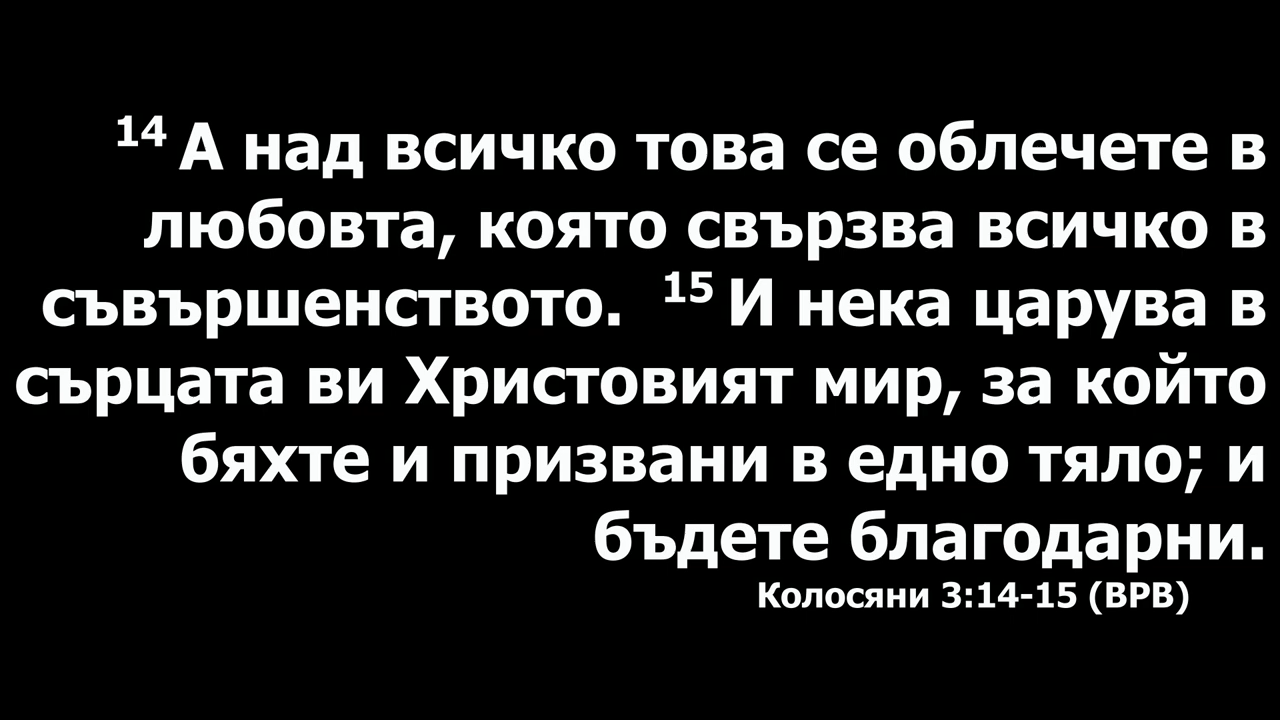 14 А над всичко това се облечете в
любовта, която свързва всичко в
съвършенството. 15 И нека царува в
сърцата ви Христовият мир, за който
бяхте и призвани в едно тяло; и
бъдете благодарни.
Колосяни 3:14-15 (ВРВ)